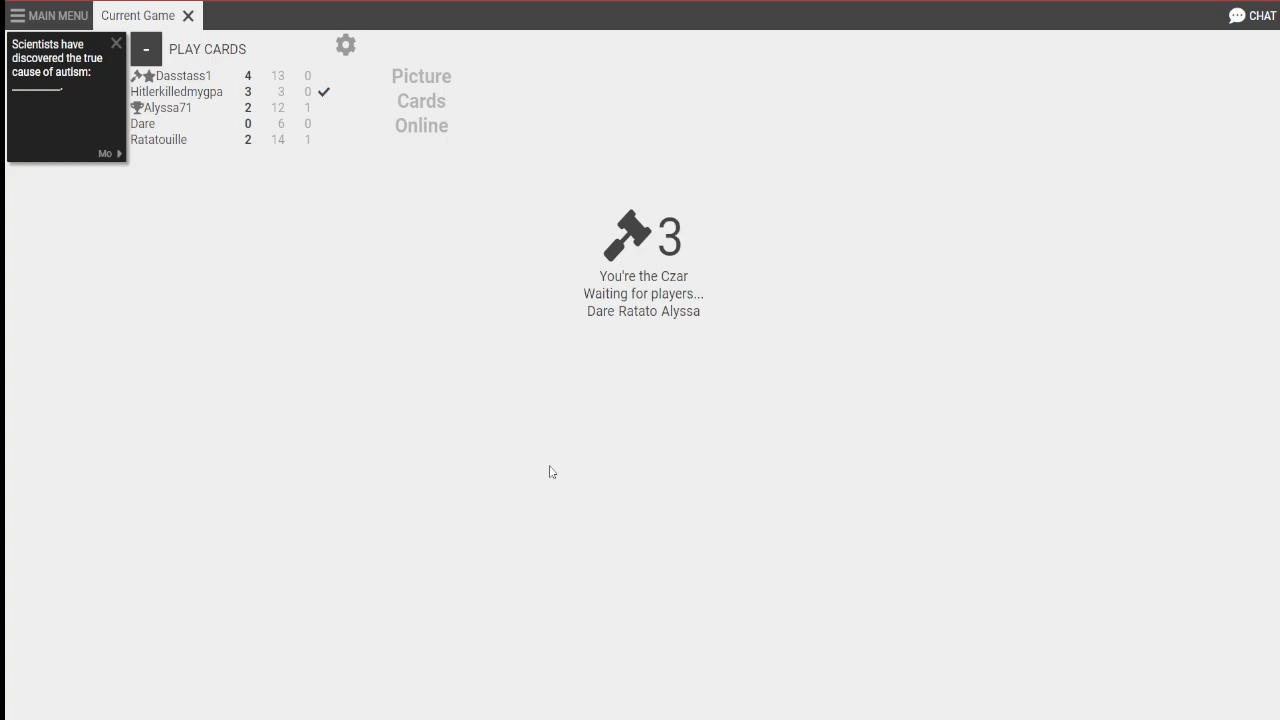 MAIN MENU
Current Game
CHAT
Scientists have
discovered the true
cause of autism:
_________.
Mo
-
PLAY CARDS
Dasstass1 4 13 0
Hitlerkilledmygpa 3 3 0
Alyssa71 2 12 1
Dare 0 6 0
Ratatouille 2 14 1
Picture
Cards
Online
3
You're the Czar
Waiting for players...
Dare Ratato Alyssa